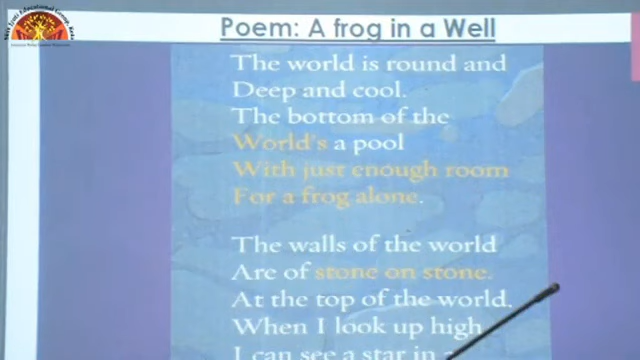 Poem: A frog in a Well
The world is round and
Deep and cool.
The bottom of the
World's a pool
With just enough room
For a frog alone.
The walls of the world
Are of stone on stone.
At the top of the world,
When I look up high
I can see a star in